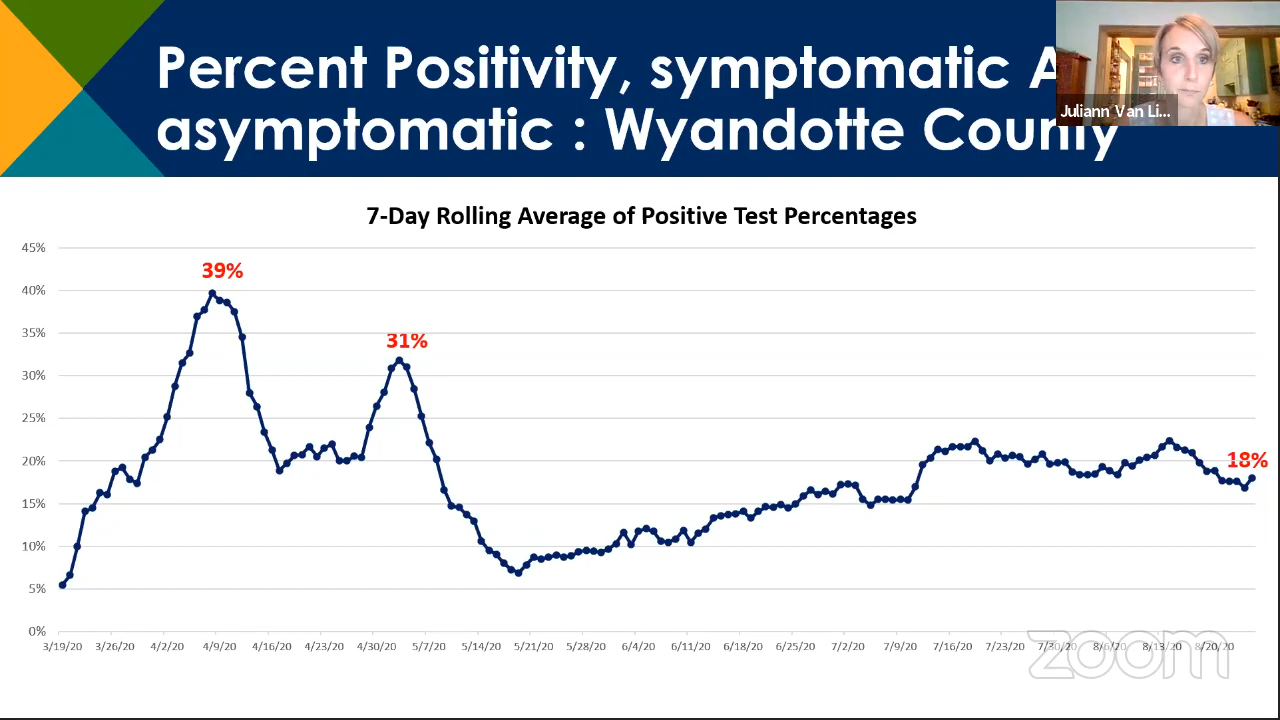 Percent Positivity, symptomatic A
asymptomatic : Wyandotte County
Juliann Van Li...
7-Day Rolling Average of Positive Test Percentages
45%
40%
35%
30%
25%
20%
15%
10%
5%
0%
39%
31%
18%
3/19/20 3/26/20 4/2/20 4/9/20 4/16/20 4/23/20 4/30/20 5/7/20 5/14/20 5/21/20 5/28/20 6/4/20 6/11/20 6/18/20 6/25/20 7/2/20 7/9/20 7/16/20 7/23/20 7/30/20 8/6/20 8/13/20 8/20/20
zoom